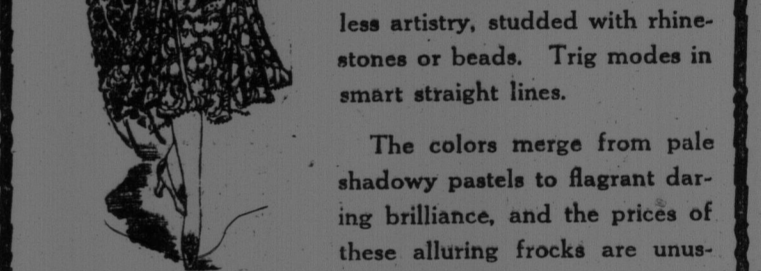 less artistry, studded with rhine-
stones or beads. Trig modes in
smart straight lines.
The colors merge from pale
shadowy pastels to flagrant dar-
ing brilliance, and the prices of
these alluring frocks are unus-